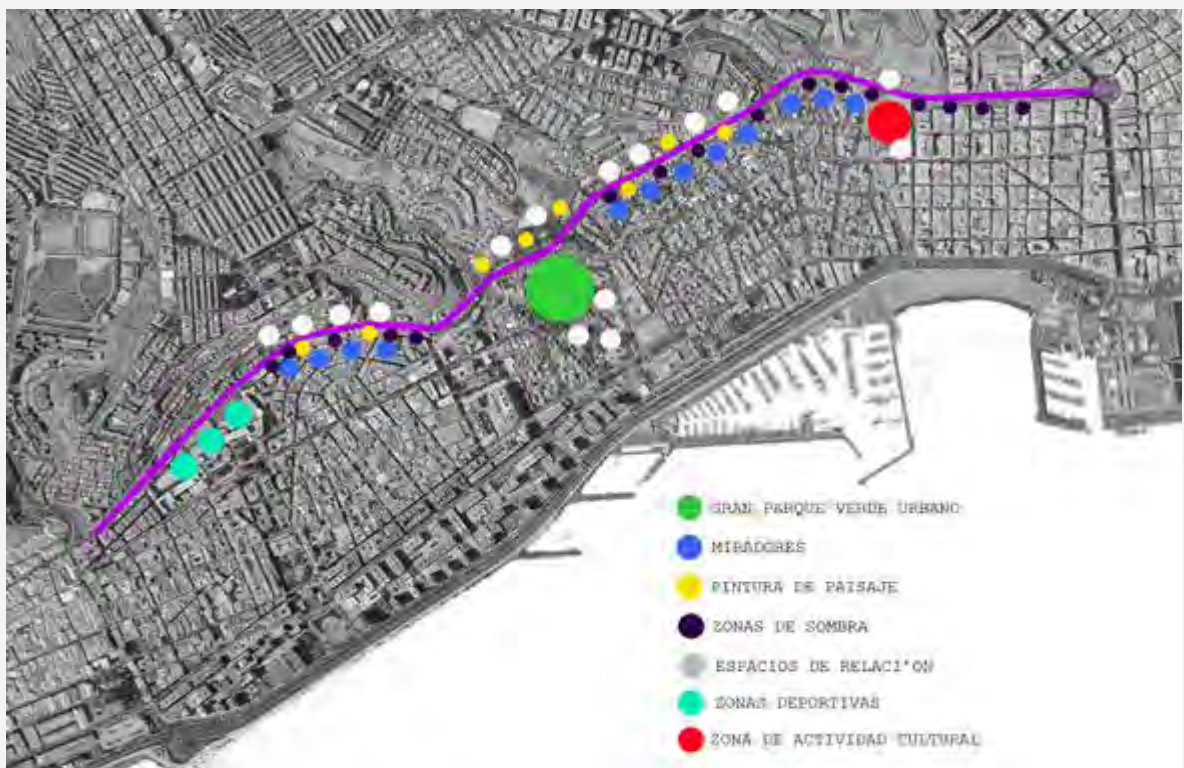 GRAN PARQUE VERDE URBANO
MIRADORES
PINTURA DE PAISAJE
ZONAS DE SOMBRA
ESPACIOS DE RELACI'ON
ZONAS DEPORTIVAS
ZONA DE ACTIVIDAD CULTURAL